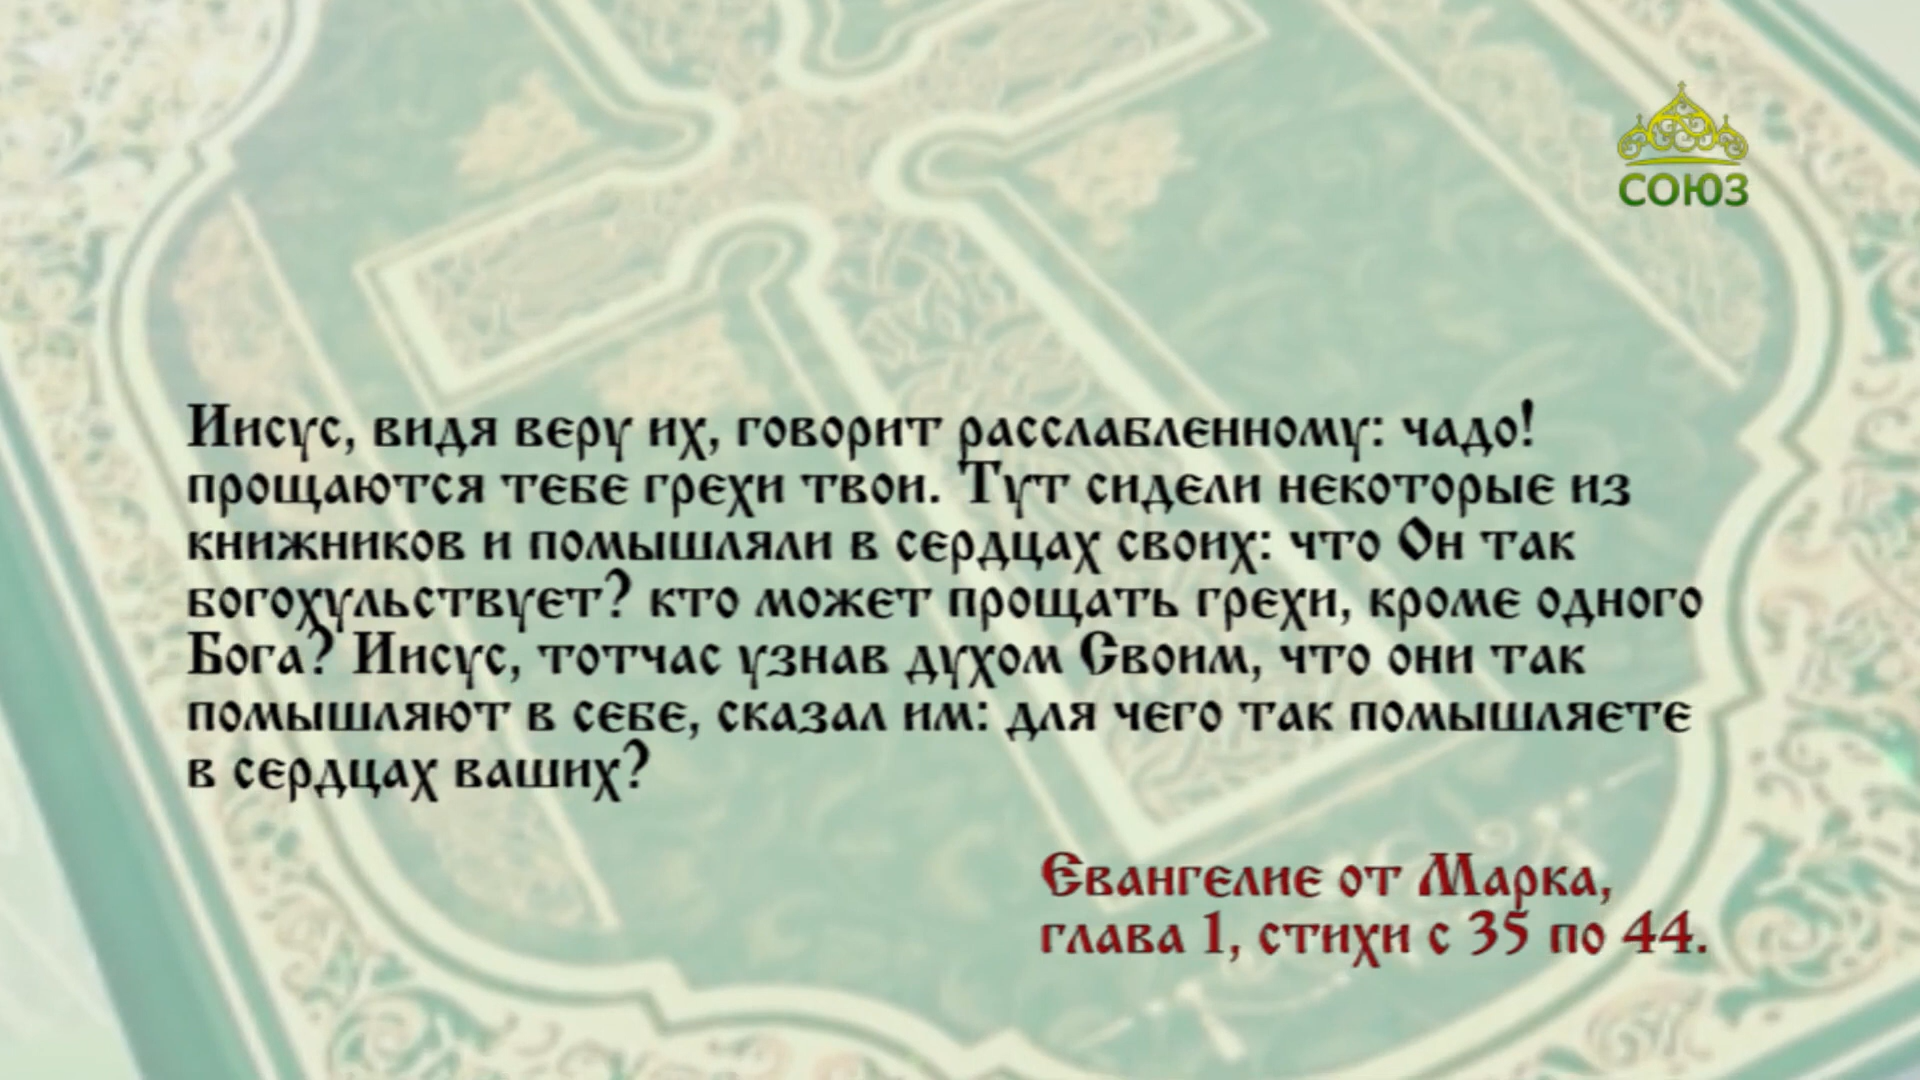 СОЮЗ
Иисус, видя веру их, говорит расслабленному: чадо!
прощаются тебе грехи твои. Тут сидели некоторые из
книжников и помышляли в сердцах своих: что Он так
богохульствует? кто может прощать грехи, кроме одного
Бога? Иисус, тотчас узнав духом Своим, что они так
помышляют в себе, сказал им: для чего так помышляете
в сердцах ваших?
Евангелие от Марка,
глава 1, стихи с 35 по 44.